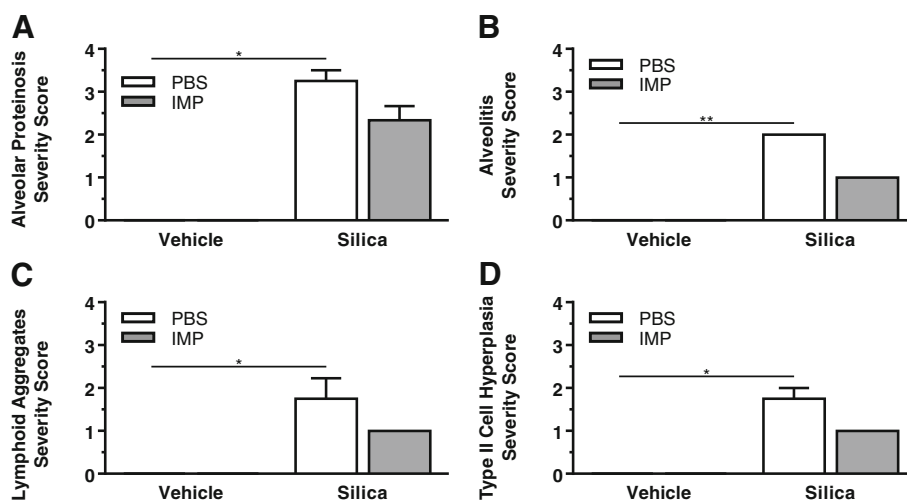 A
Alveolar Proteinosis
Severity Score
4
3
2
1
0
*
PBS
IMP
Vehicle
Silica
B
Alveolitis
Severity Score
4
3
2
1
0
**
PBS
IMP
Vehicle
Silica
C
Lymphoid Aggregates
Severity Score
4
3
2
1
0
*
PBS
IMP
Vehicle
Silica
D
Type II Cell Hyperplasia
Severity Score
4
3
2
1
0
*
PBS
IMP
Vehicle
Silica